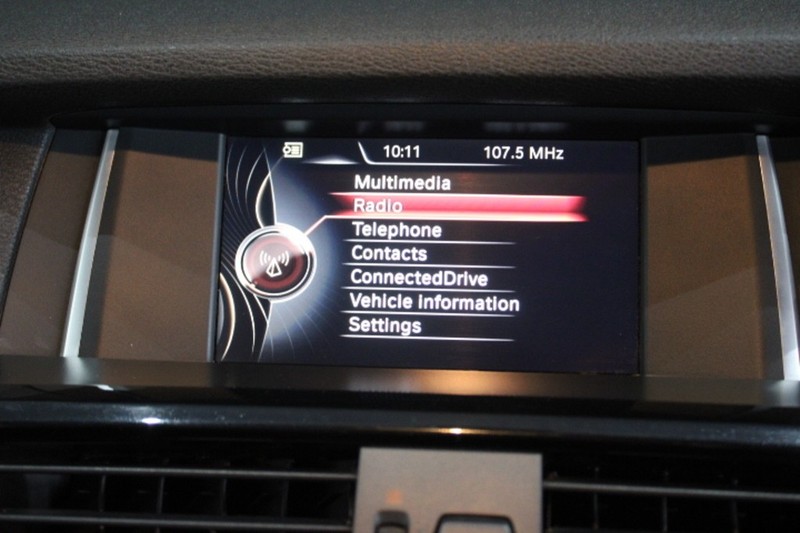 10:11 107.5 MHz
Multimedia
Radio
Telephone
Contacts
ConnectedDrive
Vehicle information
Settings